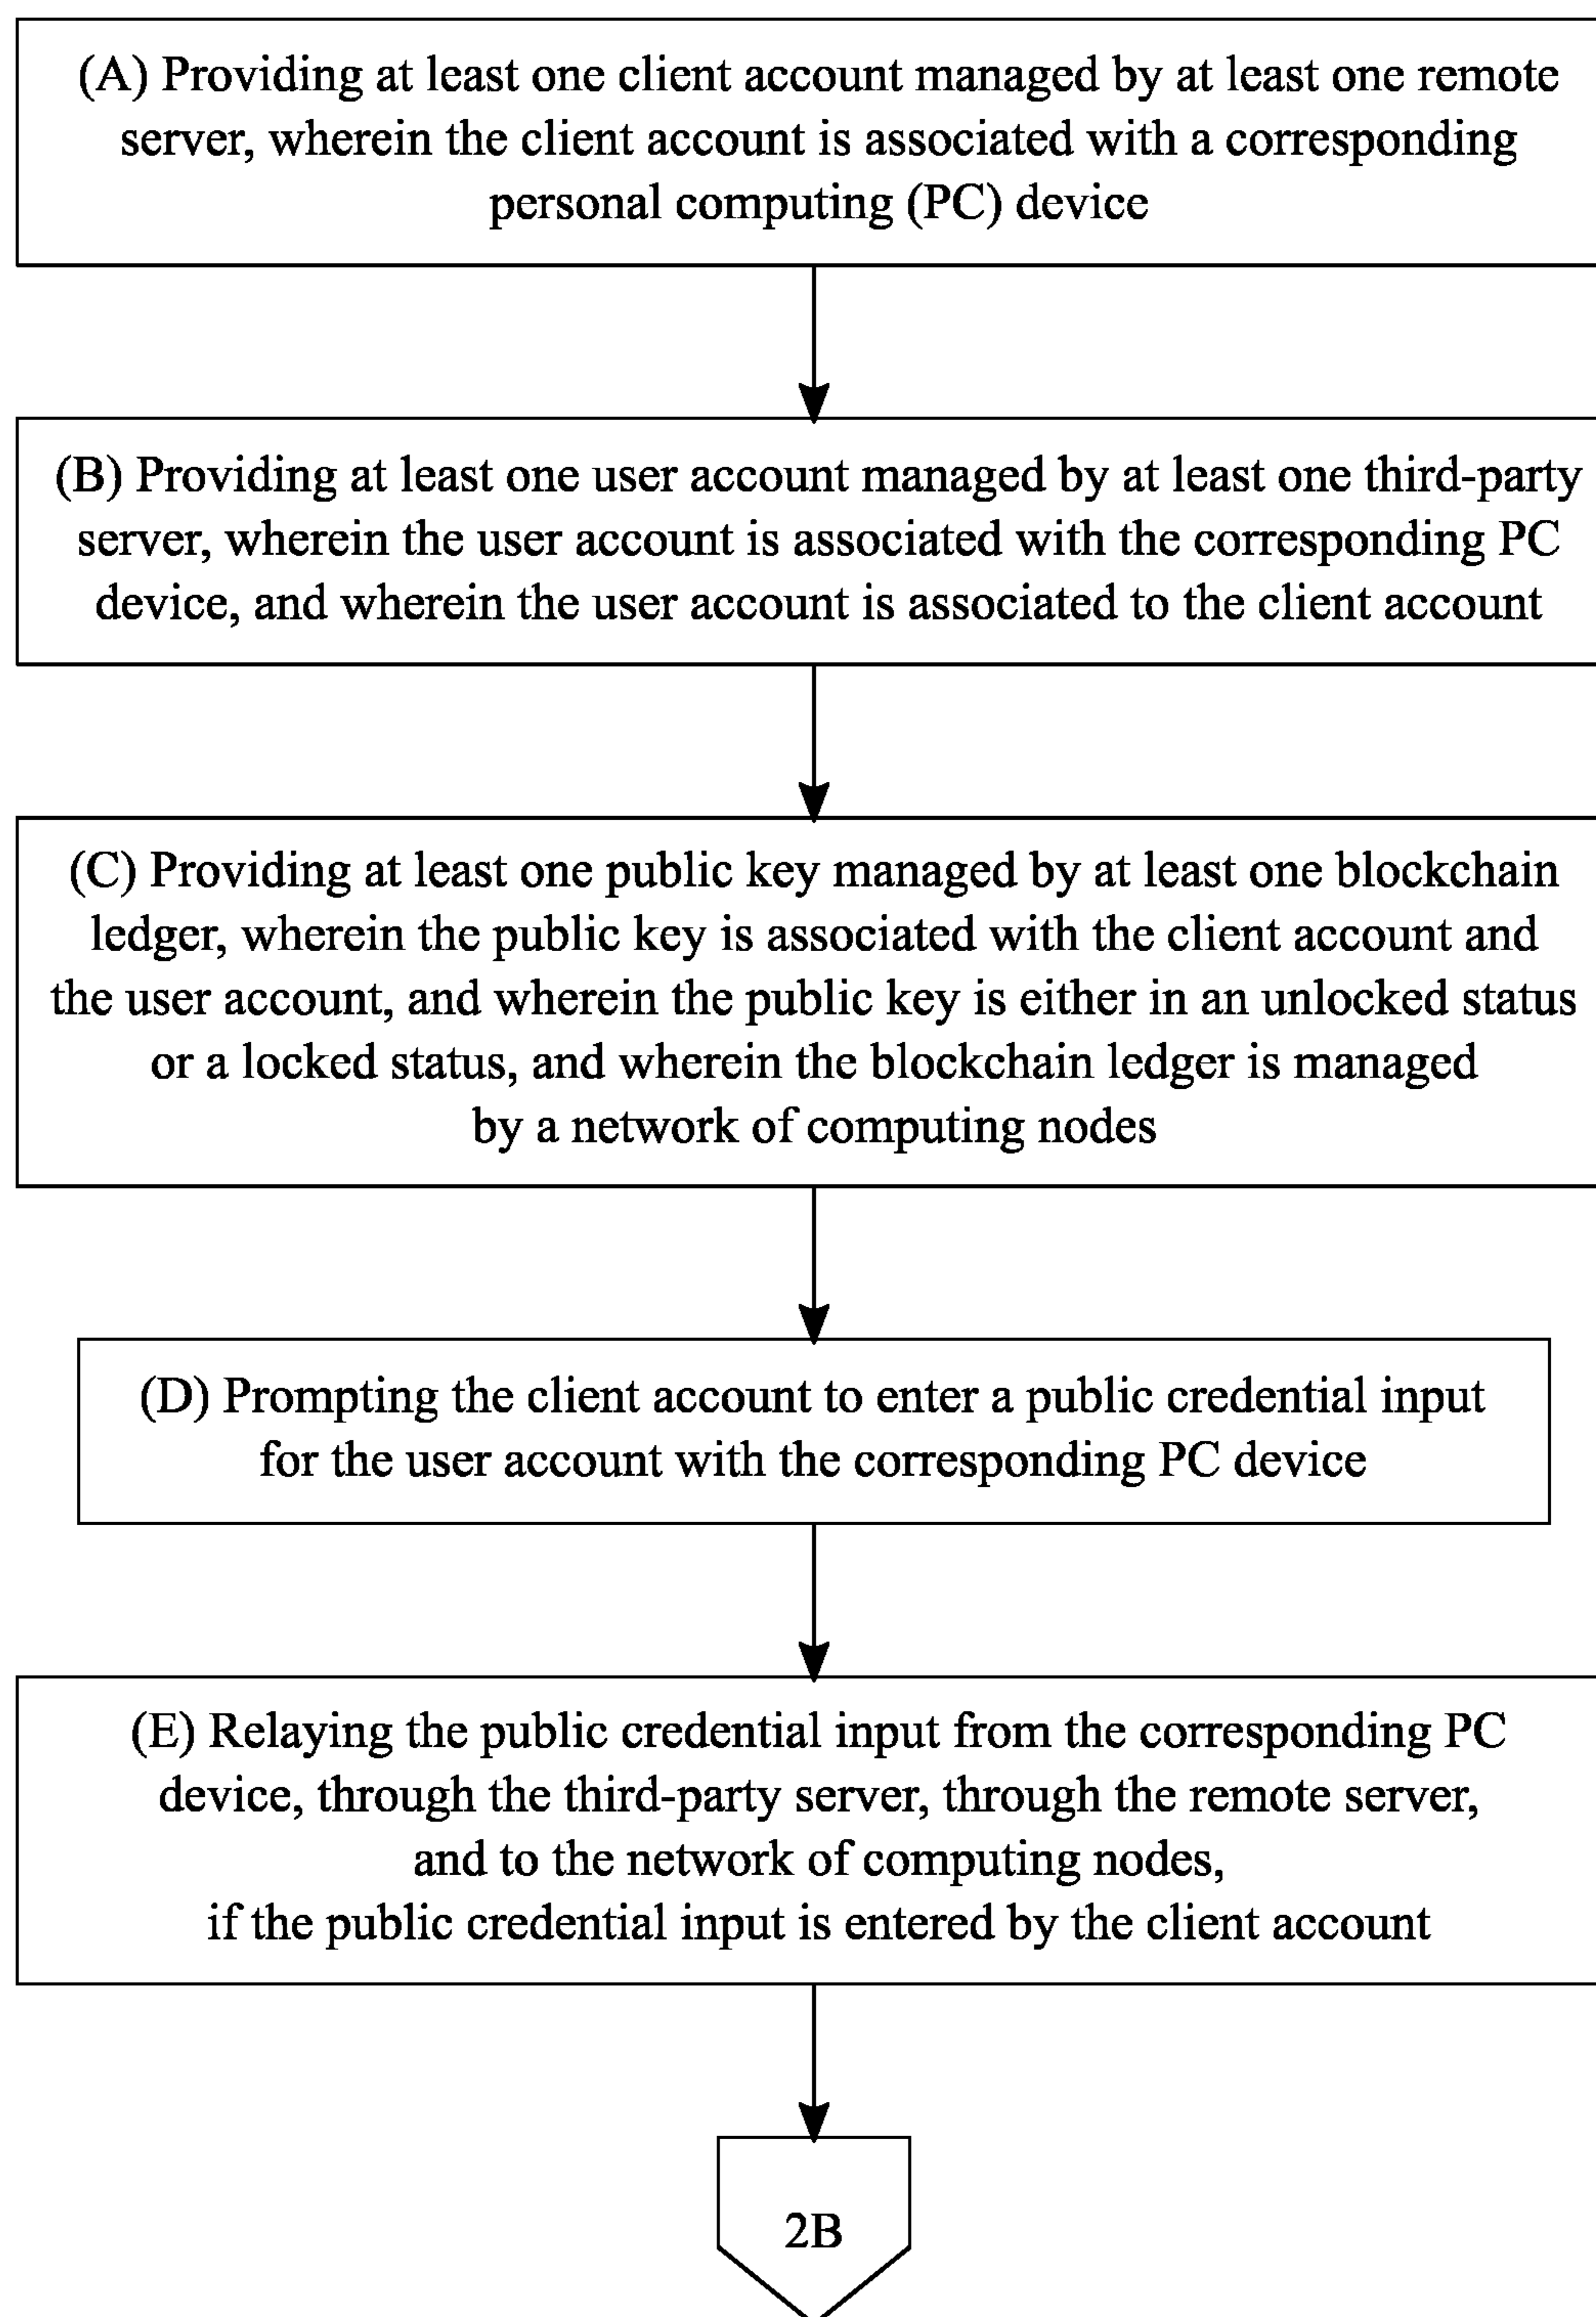 (A) Providing at least one client account managed by at least one remote
server, wherein the client account is associated with a corresponding
personal computing (PC) device
(B) Providing at least one user account managed by at least one third-party
server, wherein the user account is associated with the corresponding PC
device, and wherein the user account is associated to the client account
(C) Providing at least one public key managed by at least one blockchain
ledger, wherein the public key is associated with the client account and
the user account, and wherein the public key is either in an unlocked status
or a locked status, and wherein the blockchain ledger is managed
by a network of computing nodes
(D) Prompting the client account to enter a public credential input
for the user account with the corresponding PC device
(E) Relaying the public credential input from the corresponding PC
device, through the third-party server, through the remote server,
and to the network of computing nodes,
if the public credential input is entered by the client account
2B